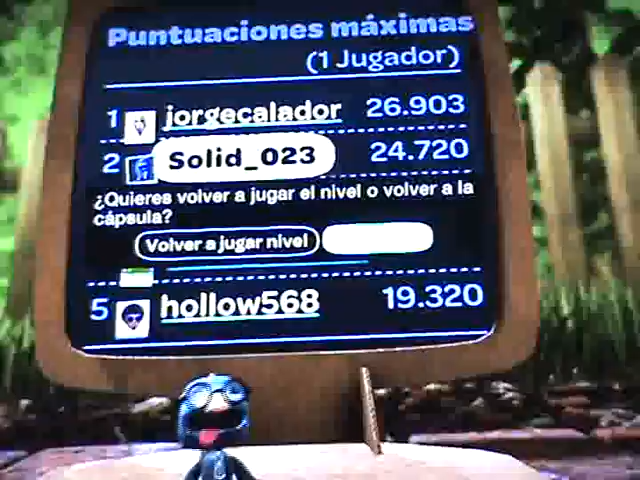 Puntuaciones máximas
(1 Jugador)
1 jorgecalador 26.903
2 Solid_023 24.720
¿Quieres volver a jugar el nivel o volver a la
cápsula?
Volver a jugar nivel
5 hollow568 19.320